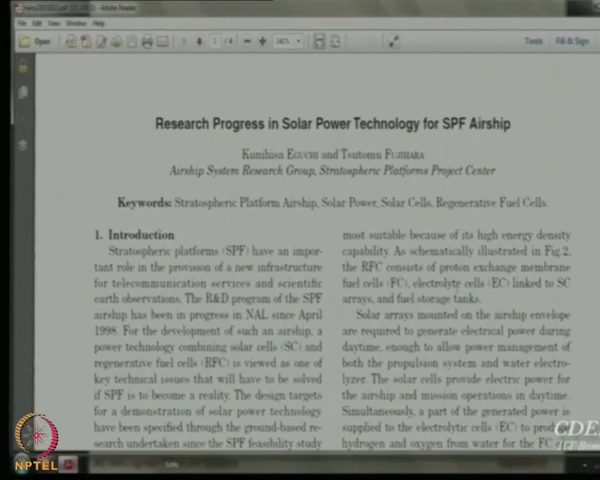 File Edit View Window Help
Open
Tools Fill & Sign
Research Progress in Solar Power Technology for SPF Airship
Kunihisa EGUCHI and Tsutomu FUJIHARA
Airship System Research Group, Stratospheric Platforms Project Center
Keywords: Stratospheric Platform Airship, Solar Power, Solar Cells, Regenerative Fuel Cells.
1. Introduction
Stratospheric platforms (SPF) have an impor-
tant role in the provision of a new infrastructure
for telecommunication services and scientific
earth observations. The R&D program of the SPF
airship has been in progress in NAL since April
1998. For the development of such an airship, a
power technology combining solar cells (SC) and
regenerative fuel cells (RFC) is viewed as one of
key technical issues that will have to be solved
if SPF is to become a reality. The design targets
for a demonstration of solar power technology
have been specified through the ground-based re-
search undertaken since the SPF feasibility study
most suitable because of its high energy density
capability. As schematically illustrated in Fig.2,
the RFC consists of proton exchange membrane
fuel cells (FC), electrolyte cells (EC) linked to SC
arrays, and fuel storage tanks.
Solar arrays mounted on the airship envelope
are required to generate electrical power during
daytime, enough to allow power management of
both the propulsion system and water electro-
lyzer. The solar cells provide electric power for
the airship and mission operations in daytime.
Simultaneously, a part of the generated power is
supplied to the electrolytic cells (EC) to produce
hydrogen and oxygen from water for the FC
NPTEL